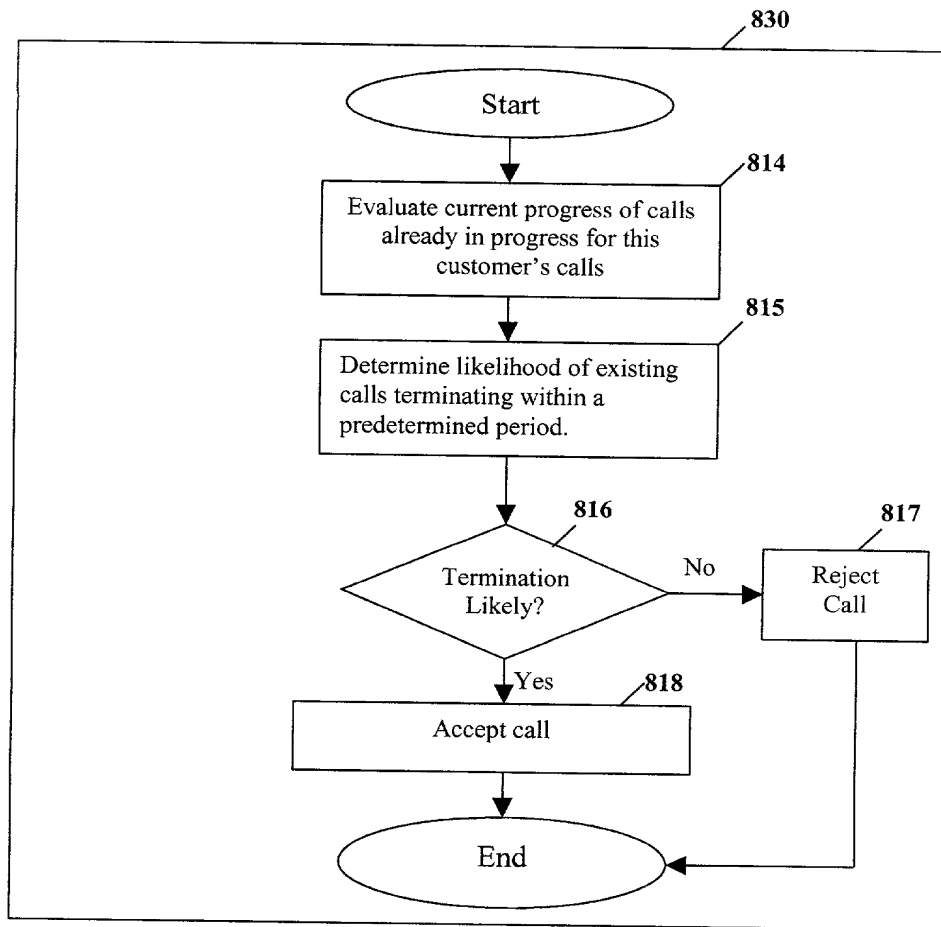 830
Start
814
Evaluate current progress of calls
already in progress for this
customer's calls
815
Determine likelihood of existing
calls terminating within a
predetermined period.
816
Termination
Likely?
No
817
Reject
Call
Yes
818
Accept call
End